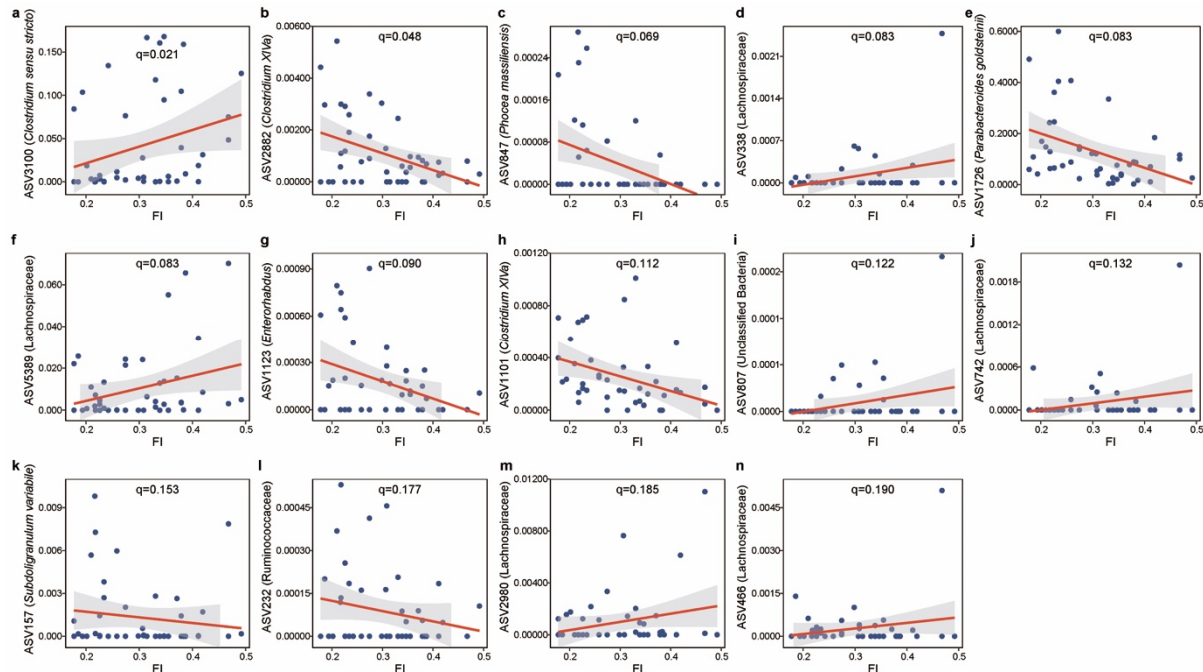 a
ASV3100 (Clostridium sensu stricto)
0.150
0.100
0.050
0.000
q=0.021
0.2 0.3 0.4 0.5
FI
b
ASV2882 (Clostridium XIVa)
0.00600
0.0040
0.0020
0.0000
q=0.048
0.2 0.3 0.4 0.5
FI
c
ASV847 (Phocea massiliensis)
0.00024
0.00016
0.00008
0.00000
q=0.069
0.2 0.3 0.4 0.5
FI
d
ASV338 (Lachnospiraceae)
0.0021
0.0014
0.0007
0.0000
q=0.083
0.2 0.3 0.4 0.5
FI
e
ASV1726 (Parabacteroides goldsteinii)
0.6000
0.4000
0.2000
0.0000
q=0.083
0.2 0.3 0.4 0.5
FI
f
ASV5389 (Lachnospiraceae)
0.060
0.040
0.020
0.000
q=0.083
0.2 0.3 0.4 0.5
FI
g
ASV1123 (Enterorhabdus)
0.00090
0.00060
0.00030
0.00000
q=0.090
0.2 0.3 0.4 0.5
FI
h
ASV1101 (Clostridium XIVa)
0.00120
0.00080
0.00040
0.00000
q=0.112
0.2 0.3 0.4 0.5
FI
i
ASV807 (Unclassified Bacteria)
0.0002
0.0001
0.0001
0.0000
q=0.122
0.2 0.3 0.4 0.5
FI
j
ASV742 (Lachnospiraceae)
0.0018
0.0012
0.0006
0.0000
q=0.132
0.2 0.3 0.4 0.5
FI
k
ASV157 (Subdoligranulum variabile)
0.009
0.006
0.003
0.000
q=0.153
0.2 0.3 0.4 0.5
FI
l
ASV232 (Ruminococcaceae)
0.00045
0.00030
0.00015
0.00000
q=0.177
0.2 0.3 0.4 0.5
FI
m
ASV2980 (Lachnospiraceae)
0.01200
0.0080
0.0040
0.0000
q=0.185
0.2 0.3 0.4 0.5
FI
n
ASV466 (Lachnospiraceae)
0.0045
0.0030
0.0015
0.0000
q=0.190
0.2 0.3 0.4 0.5
FI